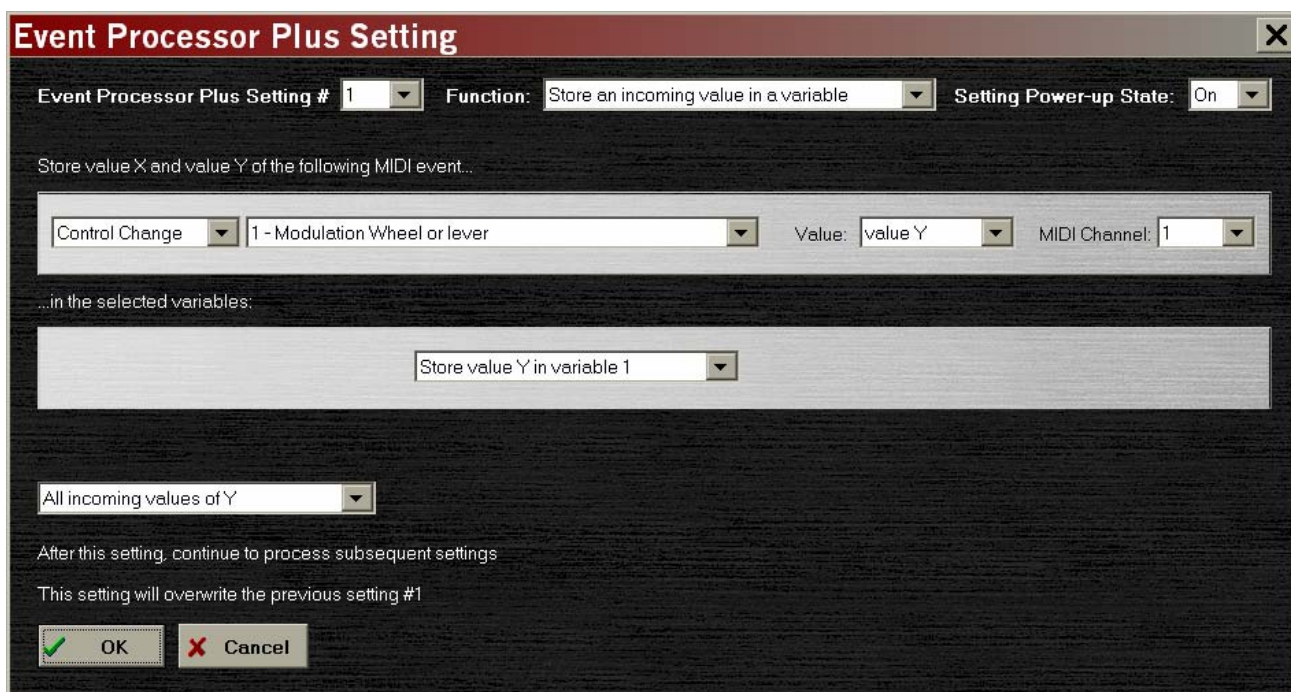 Event Processor Plus Setting
Event Processor Plus Setting # 1 Function: Store an incoming value in a variable Setting Power-up State: On
Store value X and value Y of the following MIDI event...
Control Change 1 - Modulation Wheel or lever Value: value Y MIDI Channel: 1
...in the selected variables:
Store value Y in variable 1
All incoming values of Y
After this setting, continue to process subsequent settings
This setting will overwrite the previous setting #1
OK Cancel